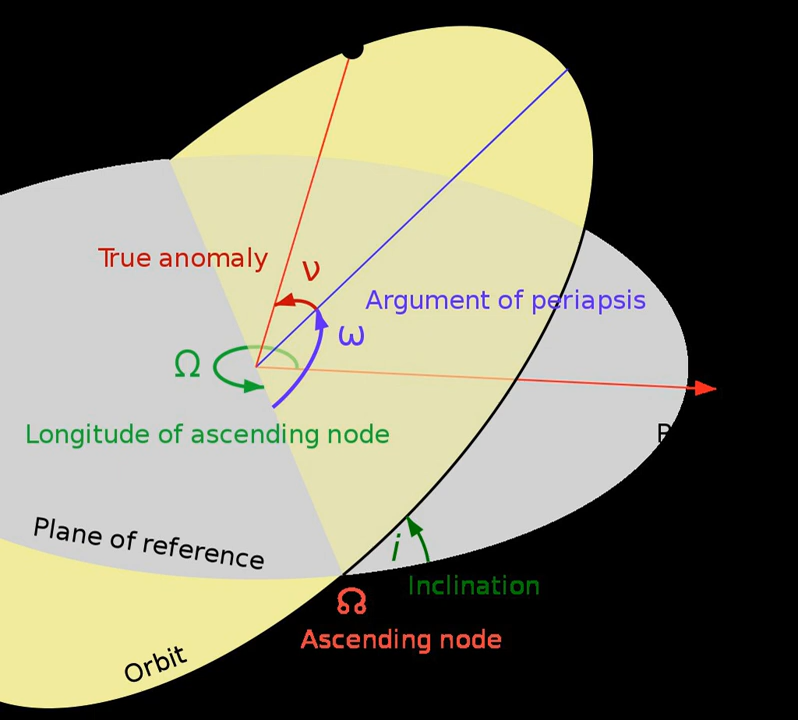 True anomaly
ν
Argument of periapsis
ω
Ω
Longitude of ascending node
Plane of reference
i
Inclination
☊
Ascending node
Orbit